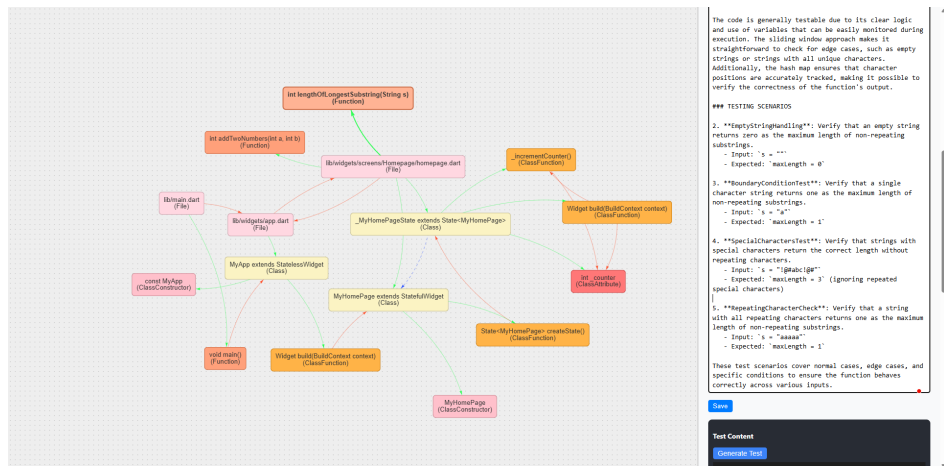 int lengthOfLongestSubstring(String s)
(Function)
int addTwoNumbers(int a, int b)
(Function)
lib/widgets/screens/Homepage/homepage.dart
(File)
_incrementCounter()
(ClassFunction)
lib/main.dart
(File)
lib/widgets/app.dart
(File)
_MyHomePageState extends State<MyHomePage>
(Class)
Widget build(BuildContext context)
(ClassFunction)
MyApp extends StatelessWidget
(Class)
const MyApp
(ClassConstructor)
int _counter
(ClassAttribute)
MyHomePage extends StatefulWidget
(Class)
State<MyHomePage> createState()
(ClassFunction)
void main()
(Function)
Widget build(BuildContext context)
(ClassFunction)
MyHomePage
(ClassConstructor)
The code is generally testable due to its clear logic
and use of variables that can be easily monitored during
execution. The sliding window approach makes it
straightforward to check for edge cases, such as empty
strings or strings with all unique characters.
Additionally, the hash map ensures that character
positions are accurately tracked, making it possible to
verify the correctness of the function's output.
### TESTING SCENARIOS
2. **EmptyStringHandling**: Verify that an empty string
returns zero as the maximum length of non-repeating
substrings.
- Input: `s = ""`
- Expected: `maxLength = 0`
3. **BoundaryConditionTest**: Verify that a single
character string returns one as the maximum length of
non-repeating substrings.
- Input: `s = "a"`
- Expected: `maxLength = 1`
4. **SpecialCharactersTest**: Verify that strings with
special characters return the correct length without
repeating characters.
- Input: `s = "!@#abc!@#"`
- Expected: `maxLength = 3` (ignoring repeated
special characters)
5. **RepeatingCharacterCheck**: Verify that a string
with all repeating characters returns one as the maximum
length of non-repeating substrings.
- Input: `s = "aaaaa"`
- Expected: `maxLength = 1`
These test scenarios cover normal cases, edge cases, and
specific conditions to ensure the function behaves
correctly across various inputs.
Save
Test Content
Generate Test